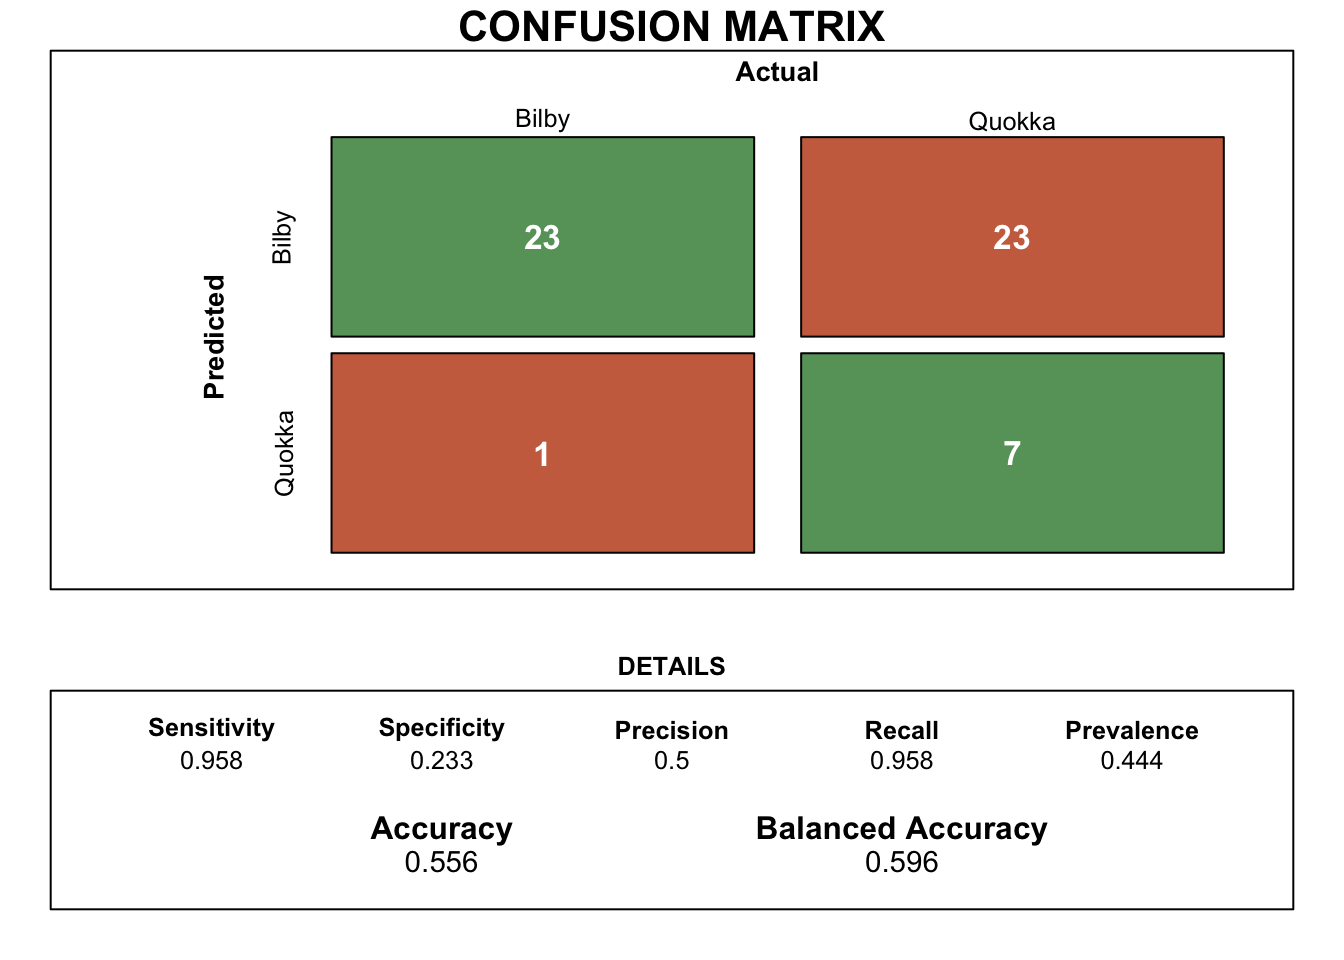 CONFUSION MATRIX
Actual
Bilby Quokka
Predicted
Bilby
23 23
Quokka
1 7
DETAILS
Sensitivity Specificity Precision Recall Prevalence
0.958 0.233 0.5 0.958 0.444
Accuracy Balanced Accuracy
0.556 0.596